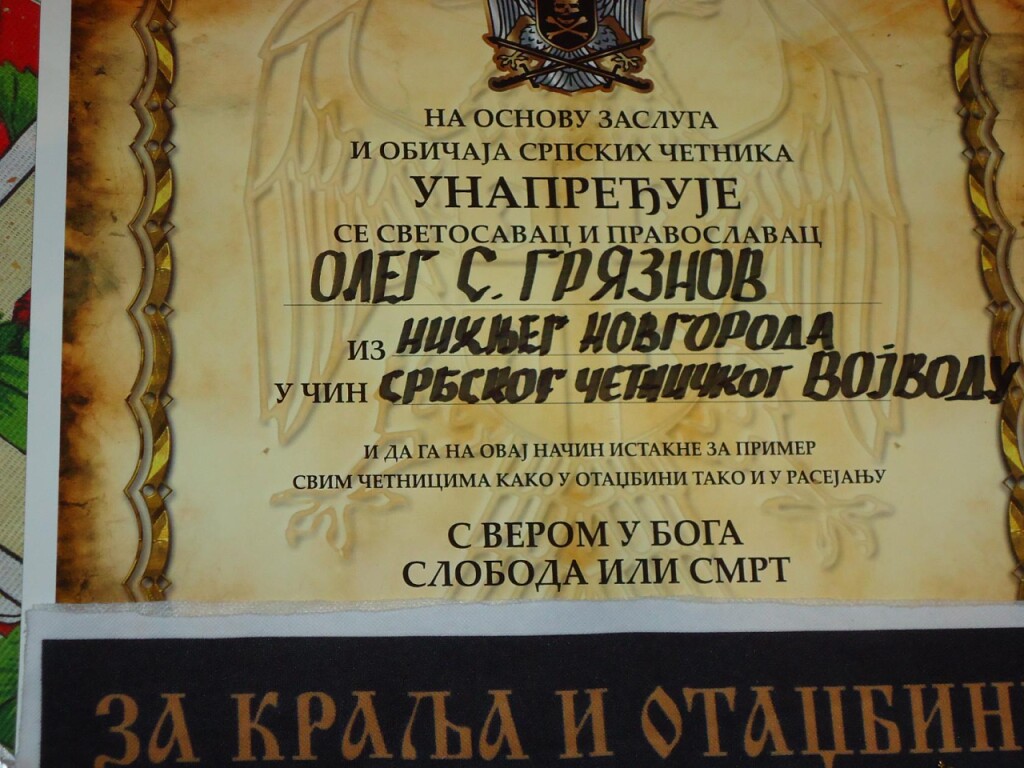 НА ОСНОВУ ЗАСЛУГА
И ОБИЧАЈА СРПСКИХ ЧЕТНИКА
УНАПРЕЂУЈЕ
СЕ СВЕТОСАВАЦ И ПРАВОСЛАВАЦ
ОЛЕГ С. ГРЯЗНОВ
ИЗ НИЖЊЕГ НОВГОРОДА
У ЧИН СРБСКОГ ЧЕТНИЧКОГ ВОЈВОДУ
И ДА ГА НА ОВАЈ НАЧИН ИСТАКНЕ ЗА ПРИМЕР
СВИМ ЧЕТНИЦИМА КАКО У ОТАЏБИНИ ТАКО И У РАСЕЈАЊУ
С ВЕРОМ У БОГА
СЛОБОДА ИЛИ СМРТ
ЗА КРАЉА И ОТАЏБИН